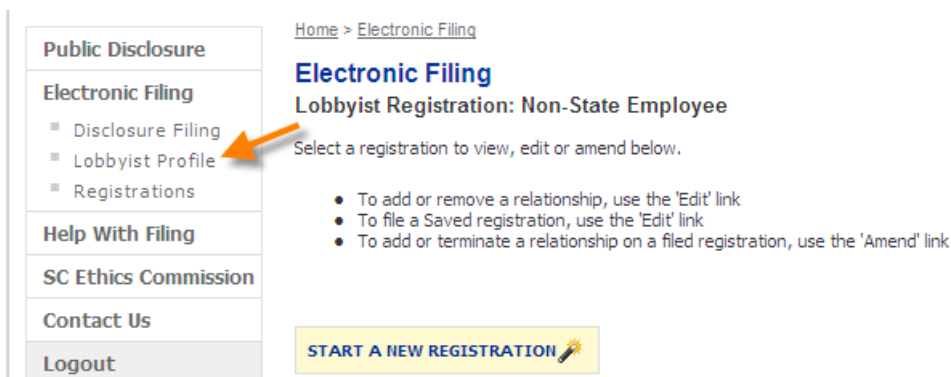 Public Disclosure
Electronic Filing
Disclosure Filing
Lobbyist Profile
Registrations
Help With Filing
SC Ethics Commission
Contact Us
Logout
Home > Electronic Filing
Electronic Filing
Lobbyist Registration: Non-State Employee
Select a registration to view, edit or amend below.
• To add or remove a relationship, use the 'Edit' link
• To file a Saved registration, use the 'Edit' link
• To add or terminate a relationship on a filed registration, use the 'Amend' link
START A NEW REGISTRATION